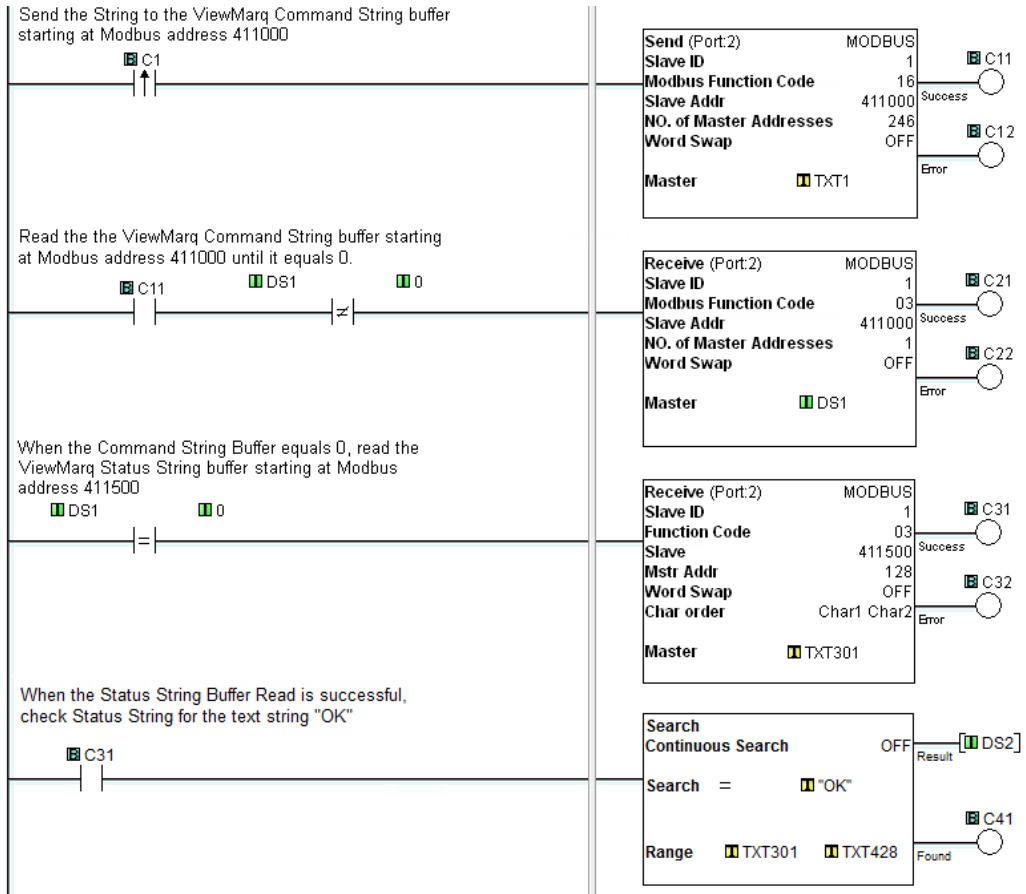 Send the String to the ViewMarq Command String buffer
starting at Modbus address 411000
B C1
Send (Port:2) MODBUS
Slave ID 1
Modbus Function Code 16
Slave Addr 411000
NO. of Master Addresses 246
Word Swap OFF
Master T TXT1
B C11
Success
B C12
Error
Read the the ViewMarq Command String buffer starting
at Modbus address 411000 until it equals 0.
B C11 I DS1 I 0
≠
Receive (Port:2) MODBUS
Slave ID 1
Modbus Function Code 03
Slave Addr 411000
NO. of Master Addresses 1
Word Swap OFF
Master I DS1
B C21
Success
B C22
Error
When the Command String Buffer equals 0, read the
ViewMarq Status String buffer starting at Modbus
address 411500
I DS1 I 0
=
Receive (Port:2) MODBUS
Slave ID 1
Function Code 03
Slave 411500
Mstr Addr 128
Word Swap OFF
Char order Char1 Char2
Master T TXT301
B C31
Success
B C32
Error
When the Status String Buffer Read is successful,
check Status String for the text string "OK"
B C31
Search
Continuous Search OFF
Search = T "OK"
Range T TXT301 T TXT428
[I DS2]
Result
B C41
Found